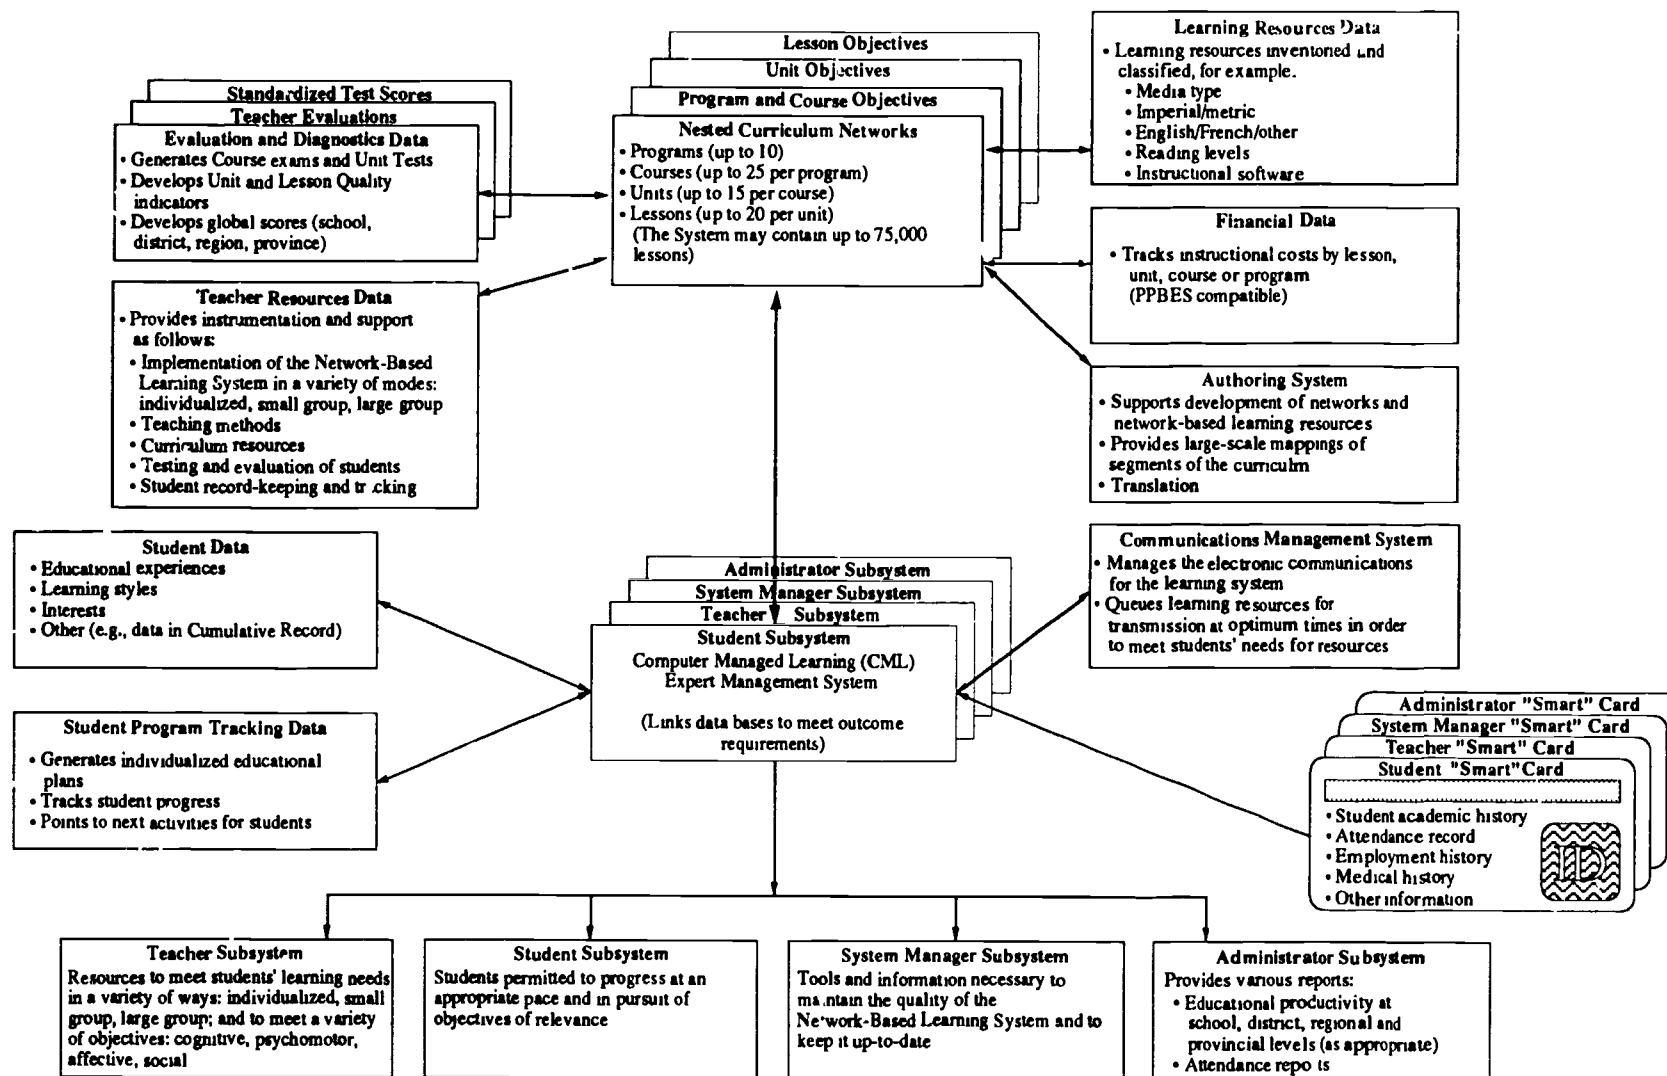 Lesson Objectives
Unit Objectives
Program and Course Objectives
Nested Curriculum Networks
• Programs (up to 10)
• Courses (up to 25 per program)
• Units (up to 15 per course)
• Lessons (up to 20 per unit)
(The System may contain up to 75,000
lessons)
Standardized Test Scores
Teacher Evaluations
Evaluation and Diagnostics Data
• Generates Course exams and Unit Tests
• Develops Unit and Lesson Quality
indicators
• Develops global scores (school,
district, region, province)
Learning Resources Data
• Learning resources inventoried and
classified, for example.
• Media type
• Imperial/metric
• English/French/other
• Reading levels
• Instructional software
Financial Data
• Tracks instructional costs by lesson,
unit, course or program
(PPBES compatible)
Teacher Resources Data
• Provides instrumentation and support
as follows:
• Implementation of the Network-Based
Learning System in a variety of modes:
individualized, small group, large group
• Teaching methods
• Curriculum resources
• Testing and evaluation of students
• Student record-keeping and tracking
Authoring System
• Supports development of networks and
network-based learning resources
• Provides large-scale mappings of
segments of the curriculm
• Translation
Student Data
• Educational experiences
• Learning styles
• Interests
• Other (e.g., data in Cumulative Record)
Administrator Subsystem
System Manager Subsystem
Teacher Subsystem
Student Subsystem
Computer Managed Learning (CML)
Expert Management System
(Links data bases to meet outcome
requirements)
Communications Management System
• Manages the electronic communications
for the learning system
• Queues learning resources for
transmission at optimum times in order
to meet students' needs for resources
Student Program Tracking Data
• Generates individualized educational
plans
• Tracks student progress
• Points to next activities for students
Administrator "Smart" Card
System Manager "Smart" Card
Teacher "Smart" Card
Student "Smart" Card
• Student academic history
• Attendance record
• Employment history
• Medical history
• Other information
ID
Teacher Subsystem
Resources to meet students' learning needs
in a variety of ways: individualized, small
group, large group; and to meet a variety
of objectives: cognitive, psychomotor,
affective, social
Student Subsystem
Students permitted to progress at an
appropriate pace and in pursuit of
objectives of relevance
System Manager Subsystem
Tools and information necessary to
maintain the quality of the
Network-Based Learning System and to
keep it up-to-date
Administrator Subsystem
Provides various reports:
• Educational productivity at
school, district, regional and
provincial levels (as appropriate)
• Attendance reports